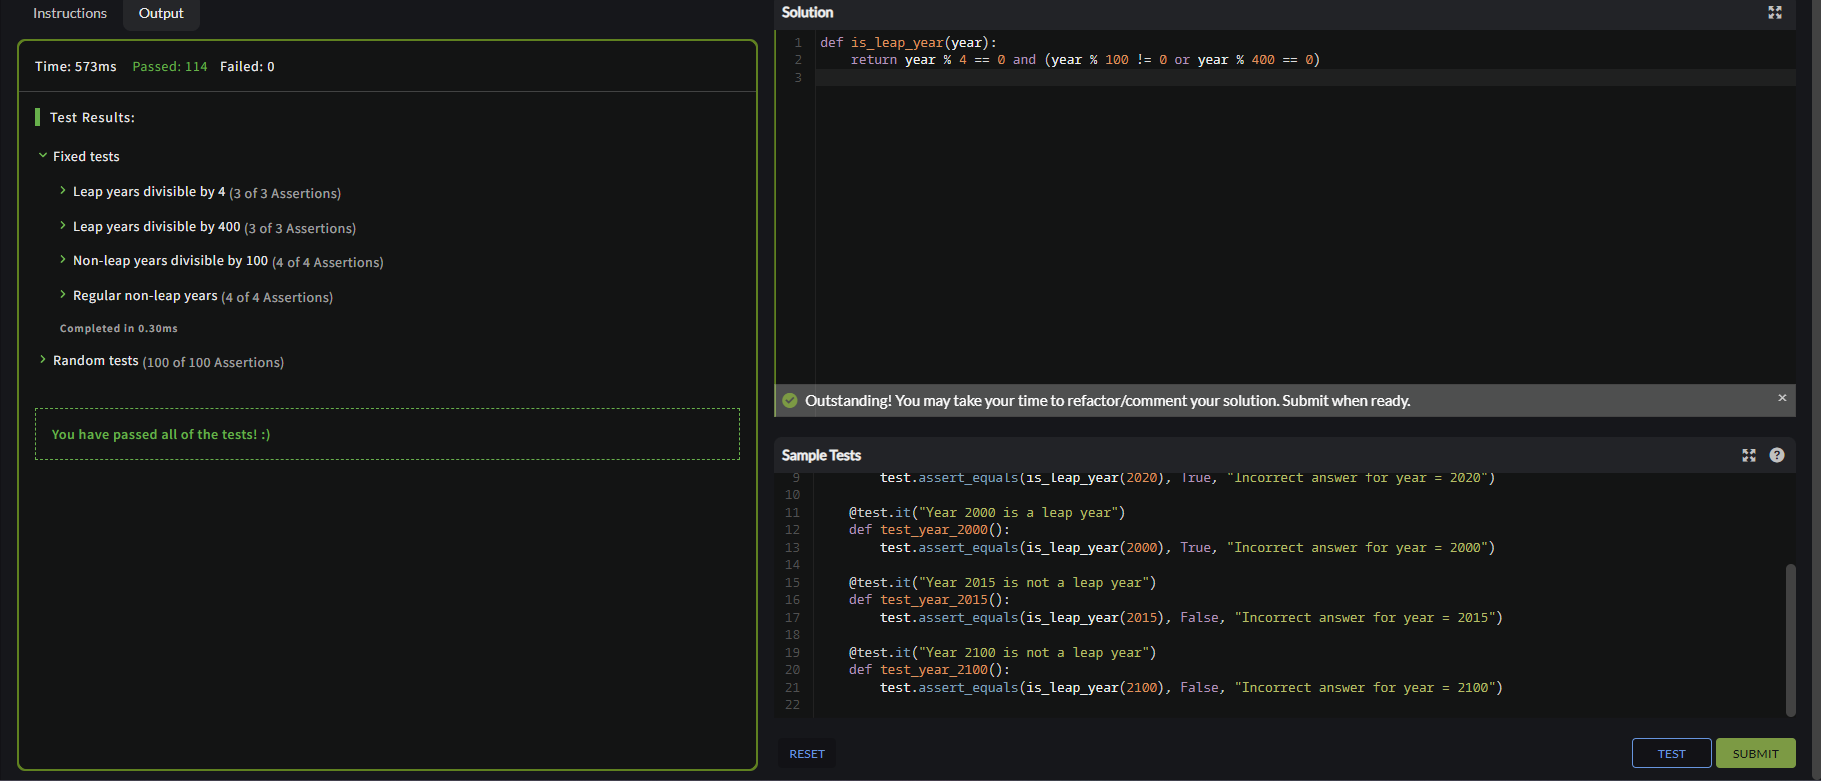 Instructions
Output
Time: 573ms Passed: 114 Failed: 0
Test Results:
Fixed tests
Leap years divisible by 4 (3 of 3 Assertions)
Leap years divisible by 400 (3 of 3 Assertions)
Non-leap years divisible by 100 (4 of 4 Assertions)
Regular non-leap years (4 of 4 Assertions)
Completed in 0.30ms
Random tests (100 of 100 Assertions)
You have passed all of the tests! :)
Solution
1 def is_leap_year(year):
2     return year % 4 == 0 and (year % 100 != 0 or year % 400 == 0)
3
Outstanding! You may take your time to refactor/comment your solution. Submit when ready.
Sample Tests
9         test.assert_equals(is_leap_year(2020), True, "Incorrect answer for year = 2020")
10
11     @test.it("Year 2000 is a leap year")
12     def test_year_2000():
13         test.assert_equals(is_leap_year(2000), True, "Incorrect answer for year = 2000")
14
15     @test.it("Year 2015 is not a leap year")
16     def test_year_2015():
17         test.assert_equals(is_leap_year(2015), False, "Incorrect answer for year = 2015")
18
19     @test.it("Year 2100 is not a leap year")
20     def test_year_2100():
21         test.assert_equals(is_leap_year(2100), False, "Incorrect answer for year = 2100")
22
RESET
TEST
SUBMIT